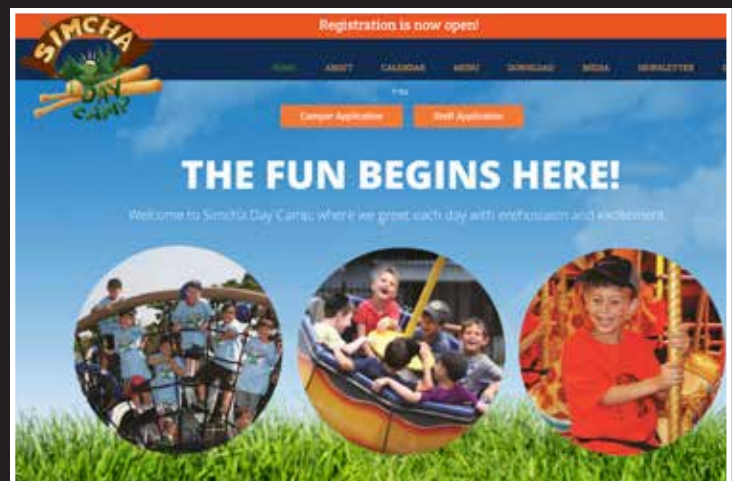 Registration is now open!
SIMCHA
DAY
CAMP
HOME ABOUT CALENDAR MENU DOWNLOAD MEDIA NEWSLETTER
Camper Application Staff Application
THE FUN BEGINS HERE!
Welcome to Simcha Day Camp, where we greet each day with enthusiasm and excitement.